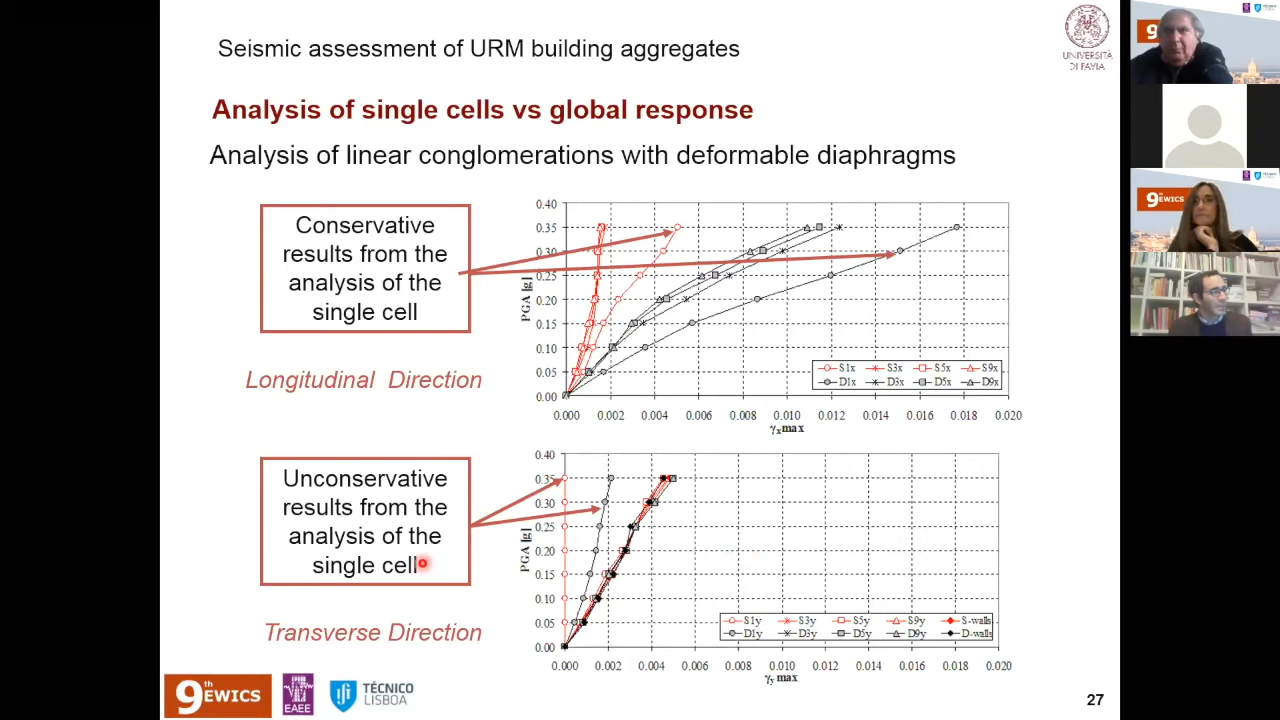 Seismic assessment of URM building aggregates
UNIVERSITÀ
DI PAVIA
Analysis of single cells vs global response
Analysis of linear conglomerations with deformable diaphragms
Conservative
results from the
analysis of the
single cell
Longitudinal Direction
PGA [g]
0.40
0.35
0.30
0.25
0.20
0.15
0.10
0.05
0.00
S1x S3x S5x S9x
D1x D3x D5x D9x
0.000 0.002 0.004 0.006 0.008 0.010 0.012 0.014 0.016 0.018 0.020
γx max
Unconservative
results from the
analysis of the
single cell
Transverse Direction
PGA [g]
0.40
0.35
0.30
0.25
0.20
0.15
0.10
0.05
0.00
S1y S3y S5y S9y S-walls
D1y D3y D5y D9y D-walls
0.000 0.002 0.004 0.006 0.008 0.010 0.012 0.014 0.016 0.018 0.020
γy max
9th EWICS
EAEE
TÉCNICO
LISBOA
27
9
9th EWICS